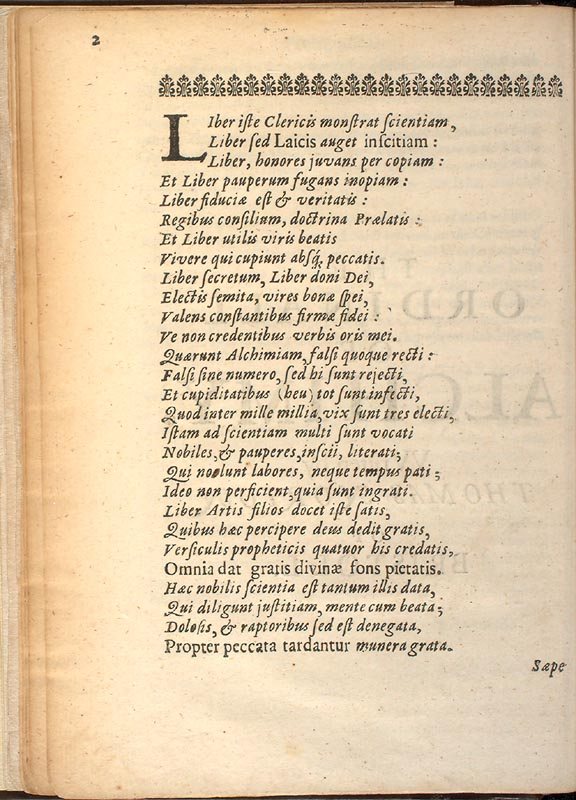 2
LIber iſte Clericis monſtrat ſcientiam,
Liber ſed Laicis auget inſcitiam :
Liber, honores juvans per copiam :
Et Liber pauperum fugans inopiam :
Liber fiduciæ eſt & veritatis :
Regibus conſilium, doctrina Prælatis :
Et Liber utilis viris beatis
Vivere qui cupiunt abſq́; peccatis.
Liber ſecretum, Liber doni Dei,
Electis ſemita, vires bonæ ſpei,
Valens conſtantibus firmæ fidei :
Ve non credentibus verbis oris mei.
Quærunt Alchimiam, falſi quoque recti :
Falſi ſine numero, ſed hi ſunt rejecti,
Et cupiditatibus (heu) tot ſunt infecti,
Quod inter mille millia, vix ſunt tres electi,
Iſtam ad ſcientiam multi ſunt vocati
Nobiles, & pauperes, inſcii, literati;
Qui noolunt labores, neque tempus pati;
Ideo non perficient, quia ſunt ingrati.
Liber Artis filios docet iſte ſatis,
Quibus hæc percipere deus dedit gratis,
Verſiculis propheticis quatuor his credatis,
Omnia dat gratis divinæ fons pietatis.
Hæc nobilis ſcientia eſt tantum illis data,
Qui diligunt juſtitiam, mente cum beata;
Doloſis, & raptoribus ſed eſt denegata,
Propter peccata tardantur munera grata.
Sæpe